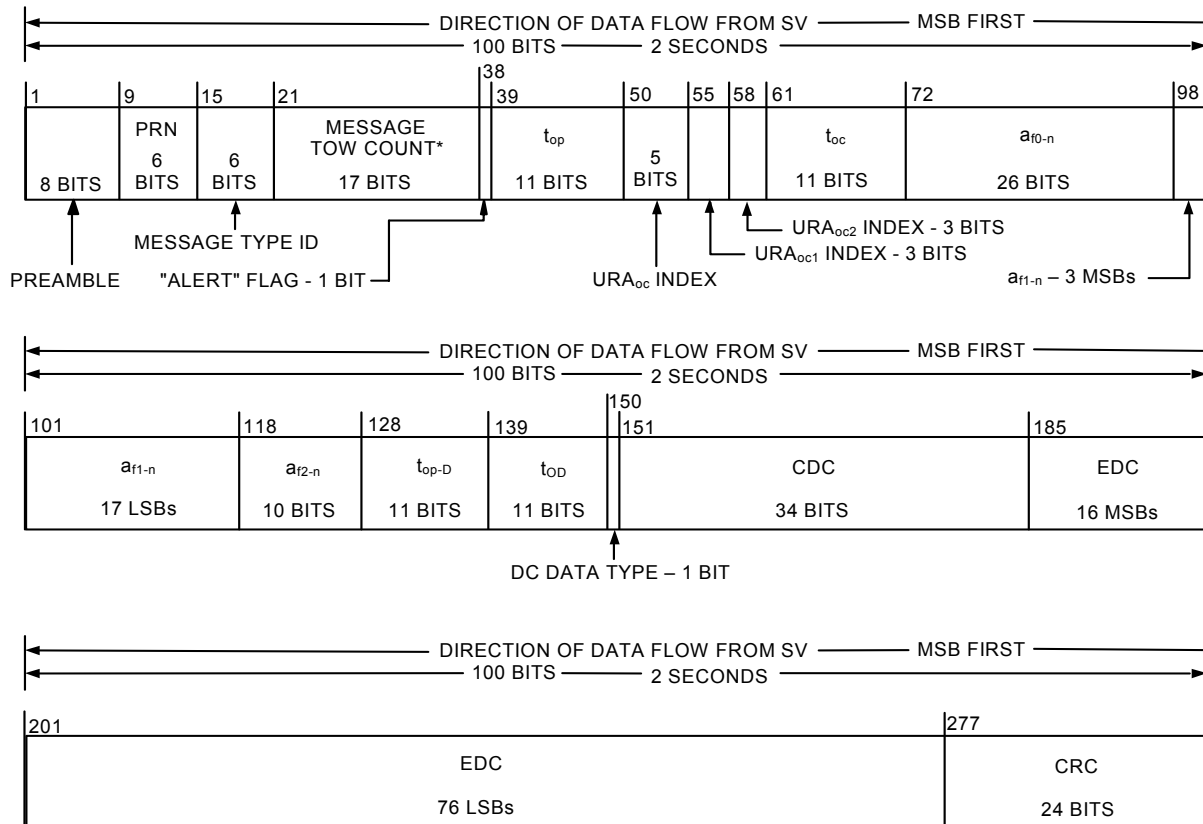 DIRECTION OF DATA FLOW FROM SV MSB FIRST
100 BITS 2 SECONDS
38
1 9 15 21 39 50 55 58 61 72 98
PRN MESSAGE
TOW COUNT* t_op t_oc a_f0-n
6 6 5
8 BITS BITS BITS 17 BITS 11 BITS BITS 11 BITS 26 BITS
URA_oc2 INDEX - 3 BITS
MESSAGE TYPE ID URA_oc1 INDEX - 3 BITS
PREAMBLE "ALERT" FLAG - 1 BIT URA_oc INDEX a_f1-n – 3 MSBs
DIRECTION OF DATA FLOW FROM SV MSB FIRST
100 BITS 2 SECONDS
150
101 118 128 139 151 185
a_f1-n a_f2-n t_op-D t_OD CDC EDC
17 LSBs 10 BITS 11 BITS 11 BITS 34 BITS 16 MSBs
DC DATA TYPE – 1 BIT
DIRECTION OF DATA FLOW FROM SV MSB FIRST
100 BITS 2 SECONDS
201 277
EDC CRC
76 LSBs 24 BITS